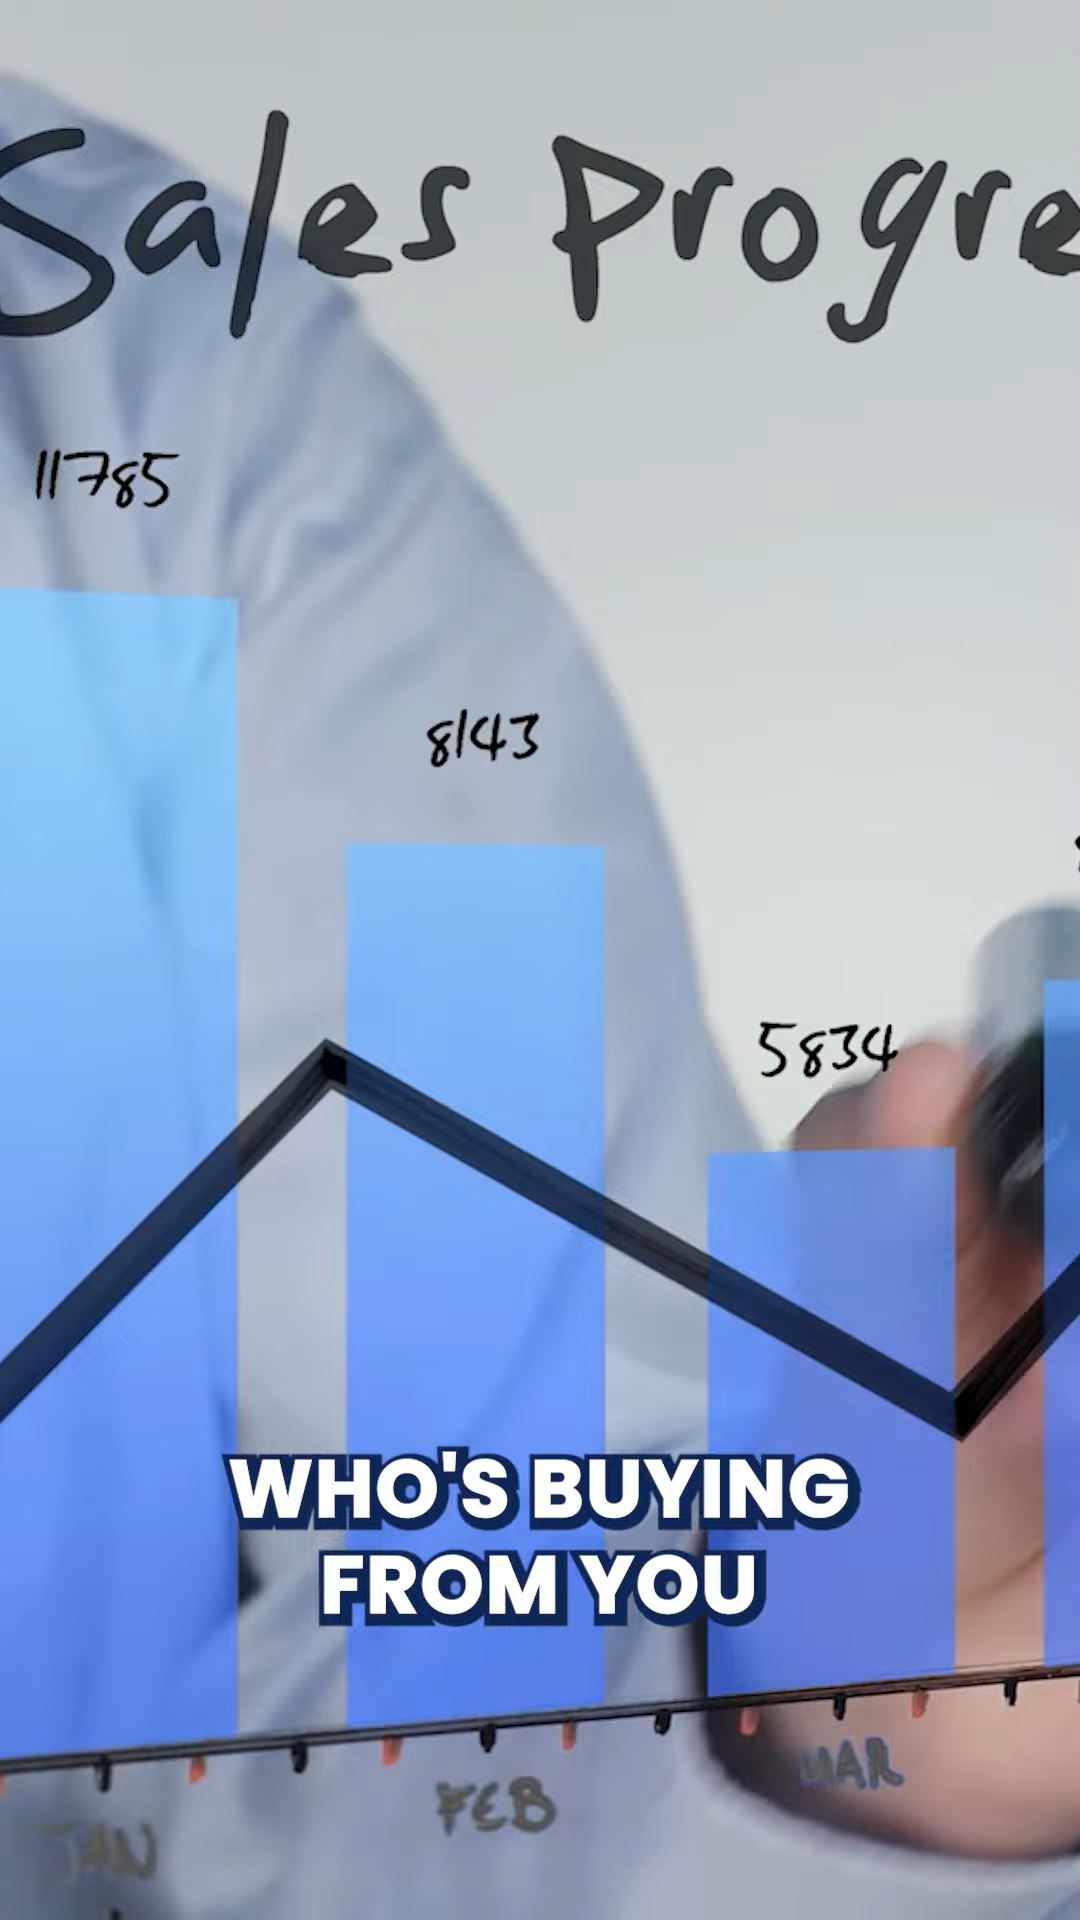 Sales Progre
11785
8143
5834
WHO'S BUYING
FROM YOU
JAN
FEB
MAR